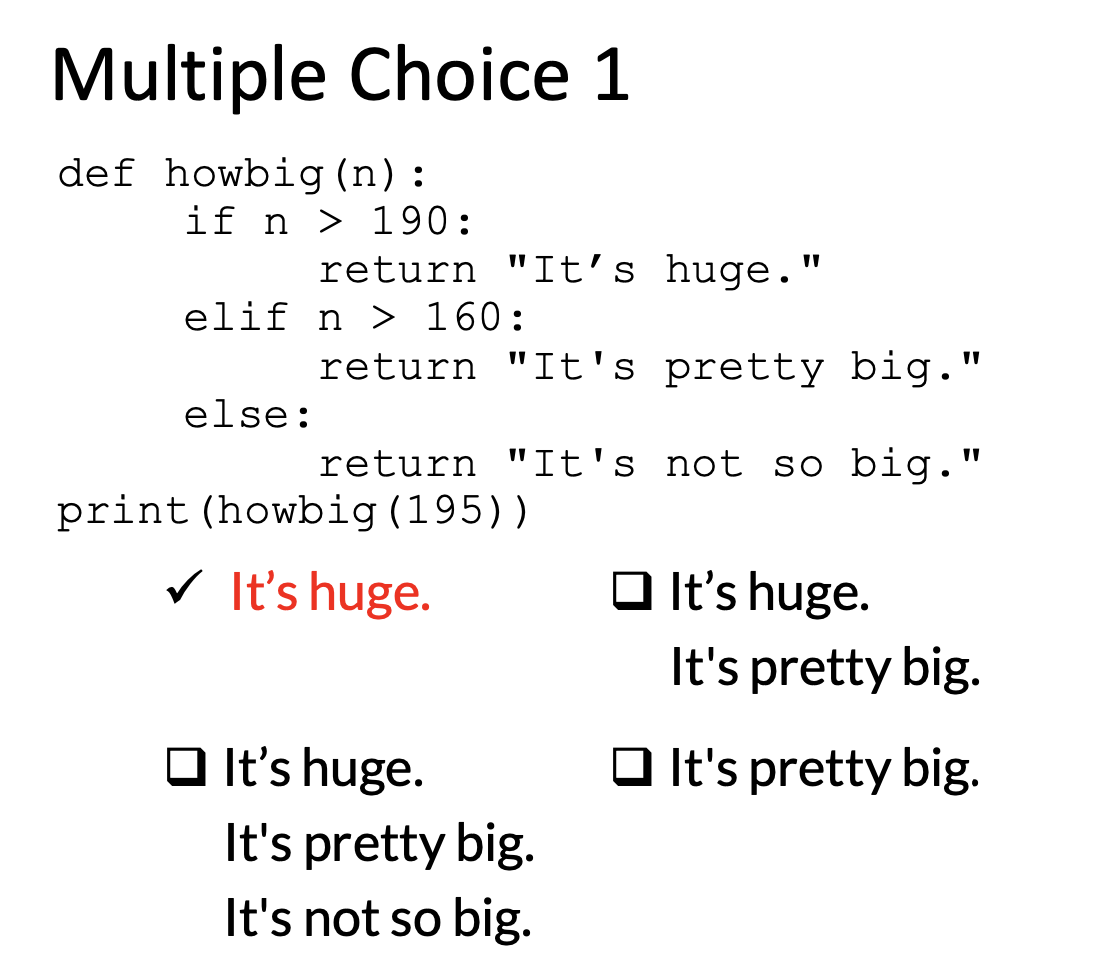 Multiple Choice 1
def howbig(n):
if n > 190:
return "It’s huge."
elif n > 160:
return "It's pretty big."
else:
return "It's not so big."
print(howbig(195))
✓ It’s huge.
❑ It’s huge.
It's pretty big.
❑ It’s huge.
It's pretty big.
It's not so big.
❑ It's pretty big.